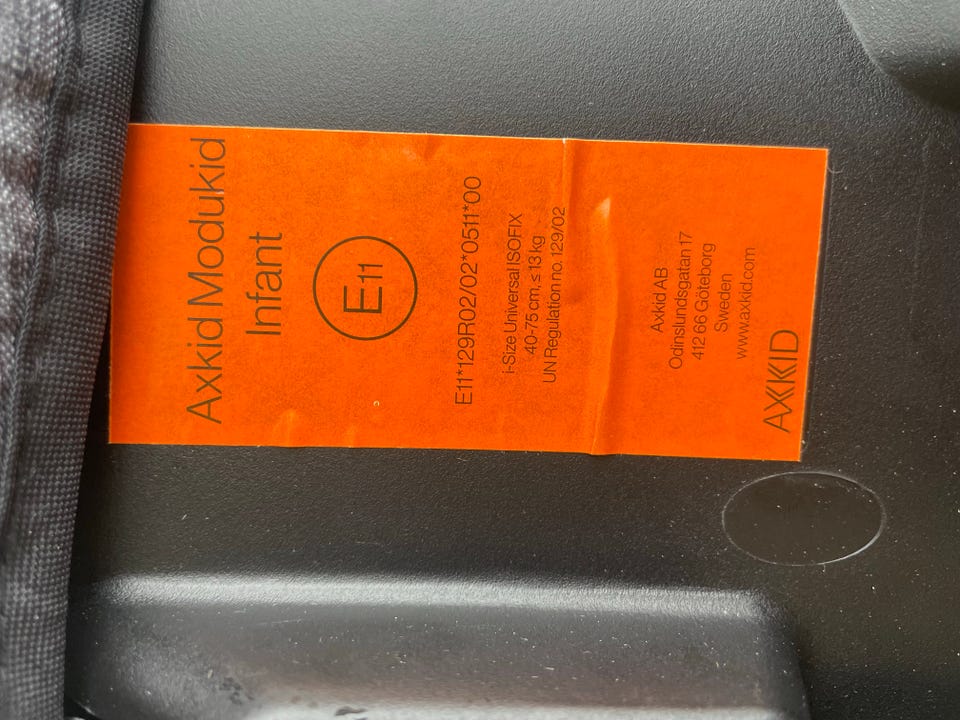 Axkid Modukid
Infant
E11
E11*129R02/02*0511*00
i-Size Universal ISOFIX
40-75 cm, ≤ 13 kg
UN Regulation no. 129/02
Axkid AB
Odinslundsgatan 17
412 66 Göteborg
Sweden
www.axkid.com
AXKID